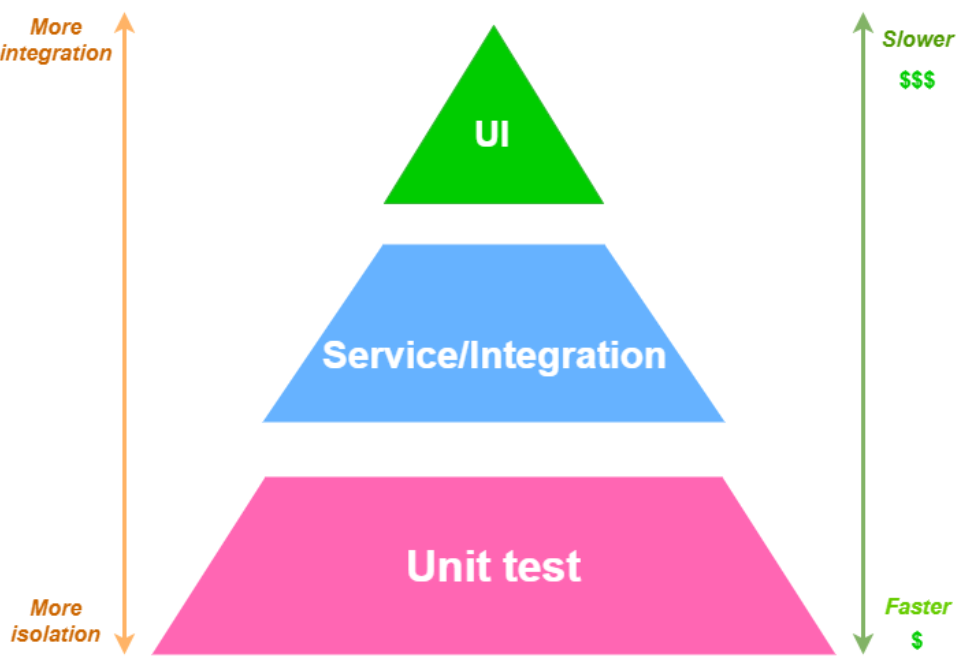 More
integration
Slower
$$$
UI
Service/Integration
Unit test
More
isolation
Faster
$